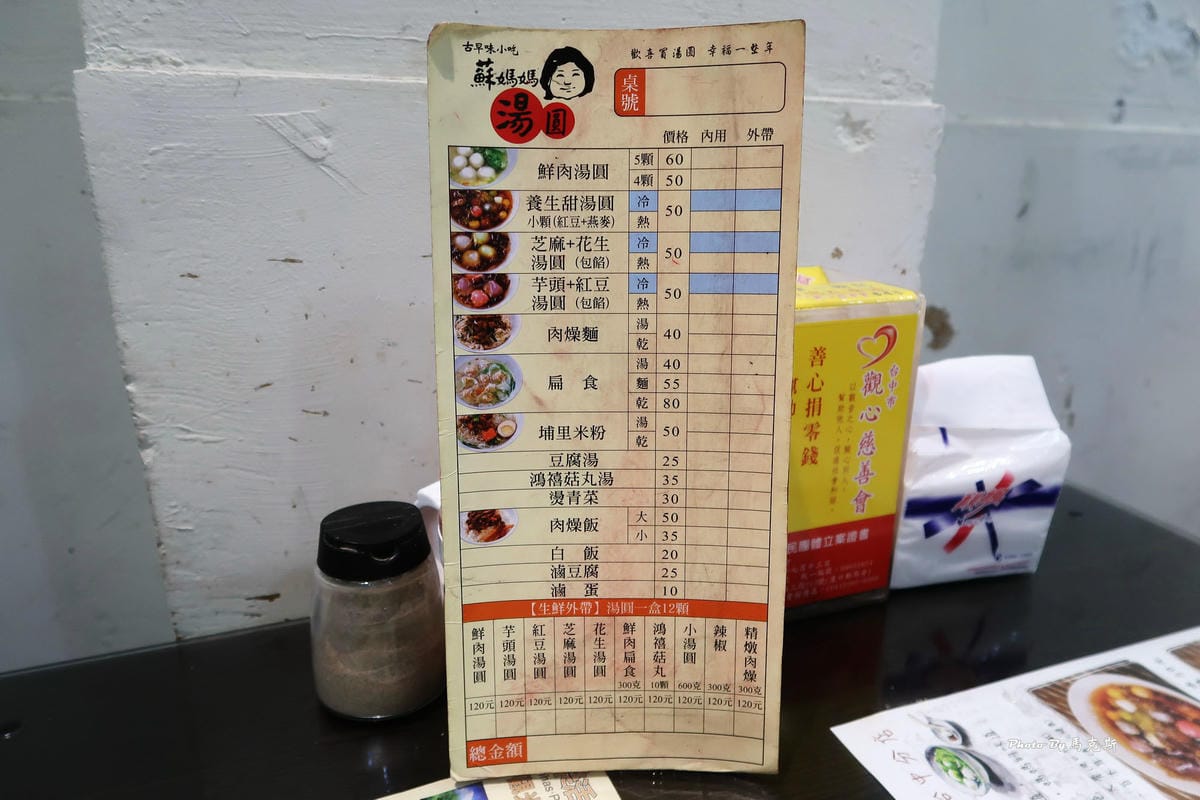 古早味小吃
蘇媽媽
湯圓
歡喜買湯圓 幸福一整年
桌號
價格 內用 外帶
鮮肉湯圓 5顆 60
4顆 50
養生甜湯圓 冷 50
小顆(紅豆+燕麥) 熱
芝麻+花生 冷 50
湯圓(包餡) 熱
芋頭+紅豆 冷 50
湯圓(包餡) 熱
肉燥麵 湯 40
乾
扁 食 湯 40
麵 55
乾 80
埔里米粉 湯 50
乾
豆腐湯 25
鴻禧菇丸湯 35
燙青菜 30
肉燥飯 大 50
小 35
白 飯 20
滷豆腐 25
滷 蛋 10
【生鮮外帶】湯圓一盒12顆
鮮肉湯圓 120元
芋頭湯圓 120元
紅豆湯圓 120元
芝麻湯圓 120元
花生湯圓 120元
鮮肉扁食 300克 120元
鴻禧菇丸 10顆 120元
小湯圓 600克 120元
辣椒 300克 120元
精燉肉燥 300克 120元
總金額
台中市
觀心慈善會
善心捐零錢
民團體立案證書
Photo By 馬克斯